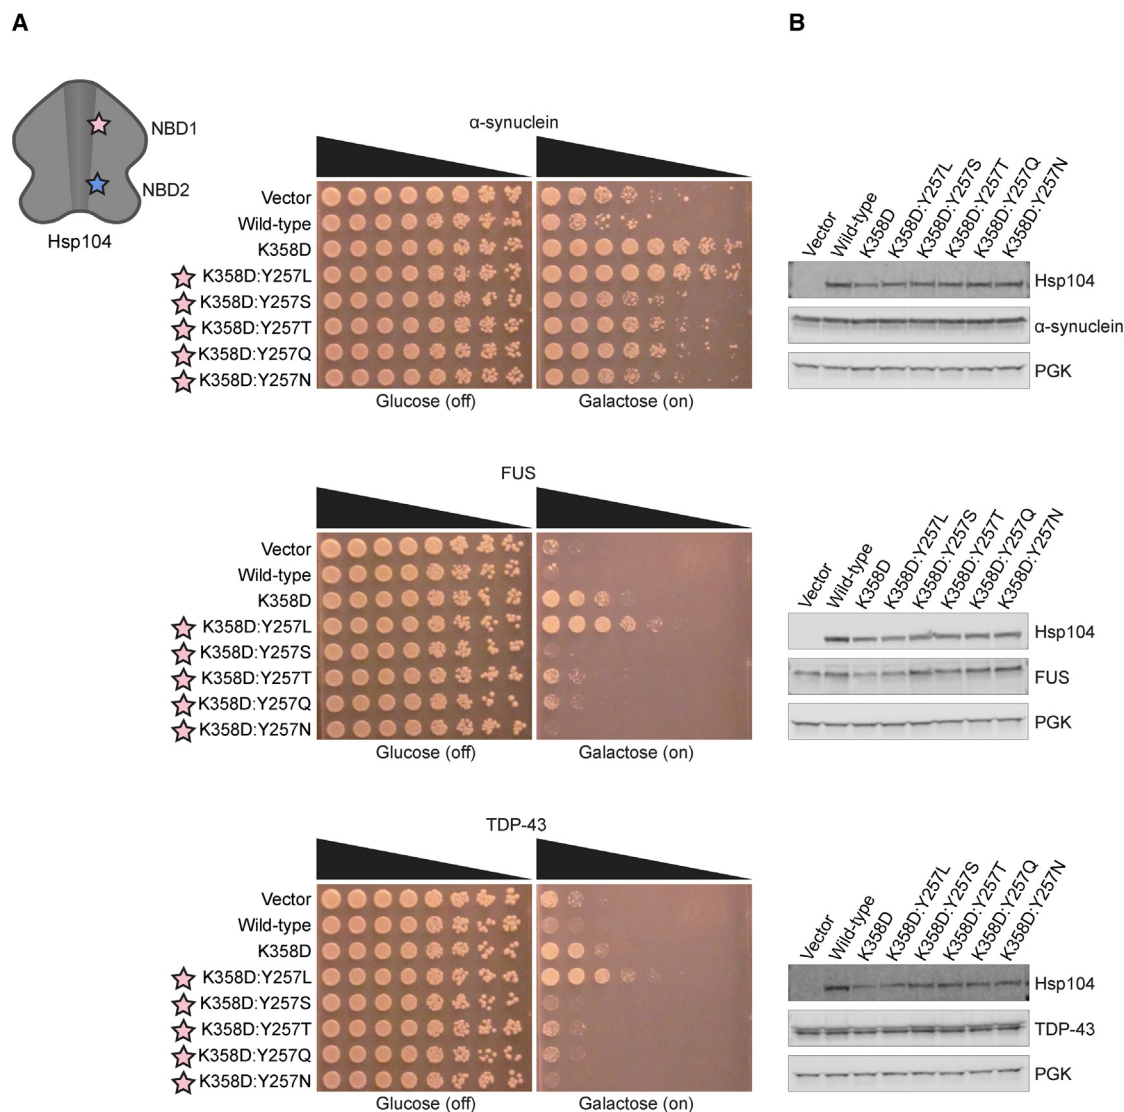 A
B
NBD1
NBD2
Hsp104
α-synuclein
Vector
Wild-type
K358D
K358D:Y257L
K358D:Y257S
K358D:Y257T
K358D:Y257Q
K358D:Y257N
Glucose (off)
Galactose (on)
Vector
Wild-type
K358D
K358D:Y257L
K358D:Y257S
K358D:Y257T
K358D:Y257Q
K358D:Y257N
Hsp104
α-synuclein
PGK
FUS
Vector
Wild-type
K358D
K358D:Y257L
K358D:Y257S
K358D:Y257T
K358D:Y257Q
K358D:Y257N
Glucose (off)
Galactose (on)
Vector
Wild-type
K358D
K358D:Y257L
K358D:Y257S
K358D:Y257T
K358D:Y257Q
K358D:Y257N
Hsp104
FUS
PGK
TDP-43
Vector
Wild-type
K358D
K358D:Y257L
K358D:Y257S
K358D:Y257T
K358D:Y257Q
K358D:Y257N
Glucose (off)
Galactose (on)
Vector
Wild-type
K358D
K358D:Y257L
K358D:Y257S
K358D:Y257T
K358D:Y257Q
K358D:Y257N
Hsp104
TDP-43
PGK